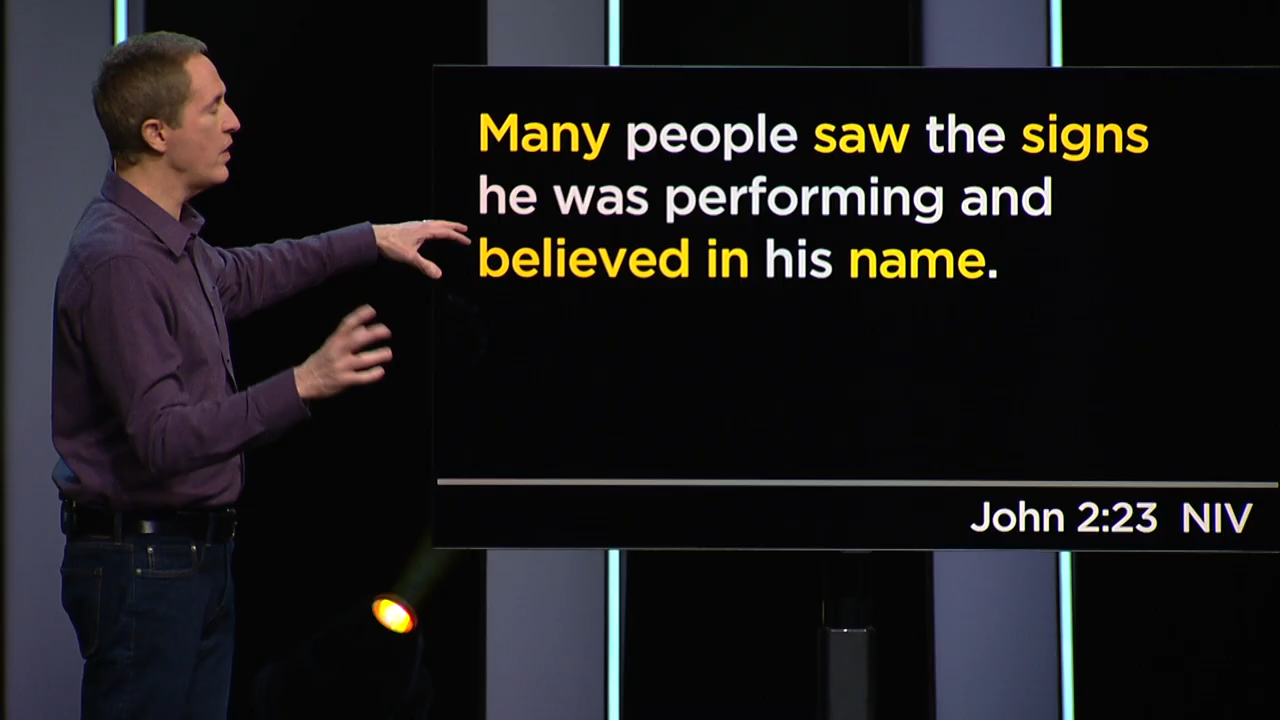 Many people saw the signs
he was performing and
believed in his name.
John 2:23 NIV